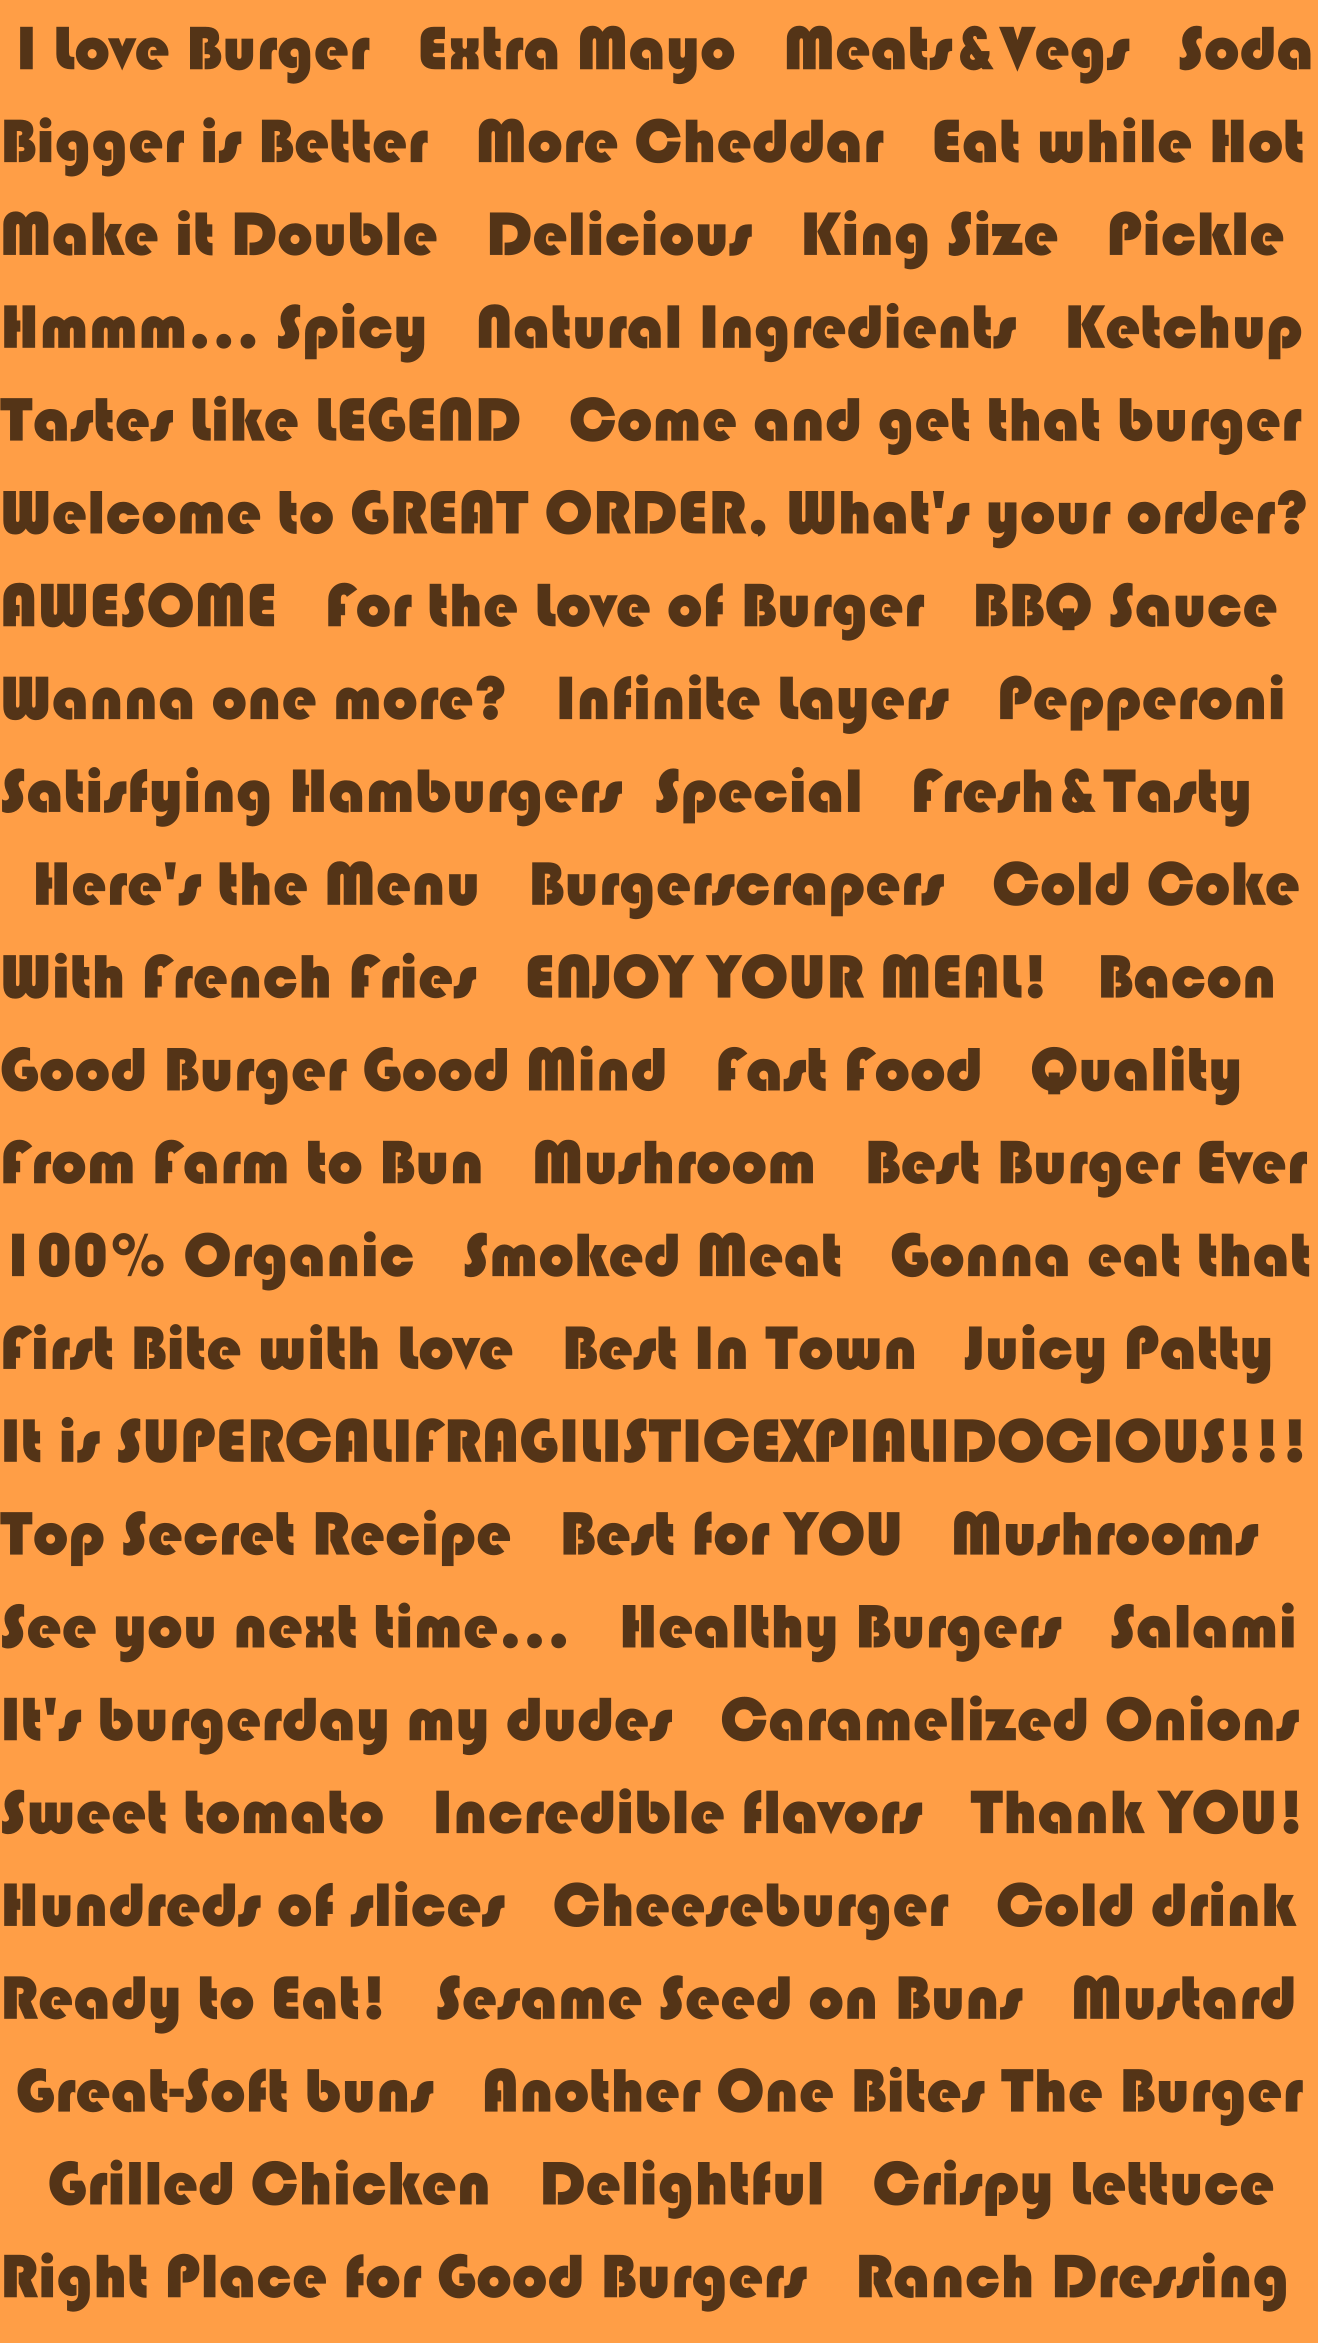 I Love Burger   Extra Mayo   Meats&Vegs   Soda
Bigger is Better   More Cheddar   Eat while Hot
Make it Double   Delicious   King Size   Pickle
Hmmm... Spicy   Natural Ingredients   Ketchup
Tastes Like LEGEND   Come and get that burger
Welcome to GREAT ORDER, What's your order?
AWESOME   For the Love of Burger   BBQ Sauce
Wanna one more?   Infinite Layers   Pepperoni
Satisfying Hamburgers   Special   Fresh&Tasty
Here's the Menu   Burgerscrapers   Cold Coke
With French Fries   ENJOY YOUR MEAL!   Bacon
Good Burger Good Mind   Fast Food   Quality
From Farm to Bun   Mushroom   Best Burger Ever
100% Organic   Smoked Meat   Gonna eat that
First Bite with Love   Best In Town   Juicy Patty
It is SUPERCALIFRAGILISTICEXPIALIDOCIOUS!!!
Top Secret Recipe   Best for YOU   Mushrooms
See you next time...   Healthy Burgers   Salami
It's burgerday my dudes   Caramelized Onions
Sweet tomato   Incredible flavors   Thank YOU!
Hundreds of slices   Cheeseburger   Cold drink
Ready to Eat!   Sesame Seed on Buns   Mustard
Great-Soft buns   Another One Bites The Burger
Grilled Chicken   Delightful   Crispy Lettuce
Right Place for Good Burgers   Ranch Dressing